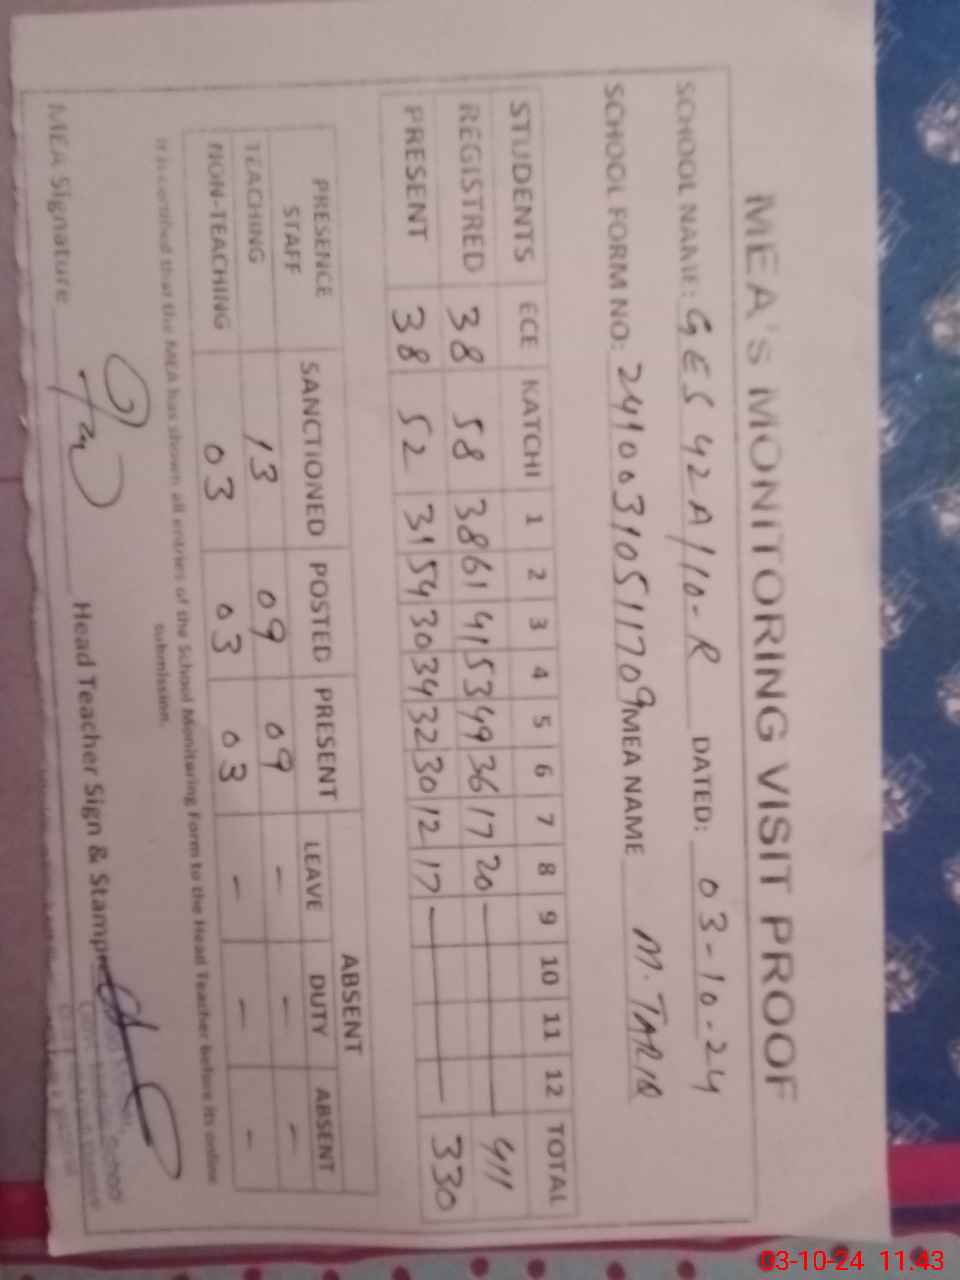 MEA's MONITORING VISIT PROOF
SCHOOL NAME: GES 42A/10-R DATED: 03-10-24
SCHOOL FORM NO: 24100310511709 MEA NAME M. TARIQ
STUDENTS ECE KATCHI 1 2 3 4 5 6 7 8 9 10 11 12 TOTAL
REGISTRED 38 58 38 61 41 53 49 36 17 20 — 411
PRESENT 38 52 31 54 30 34 32 30 12 17 — 330
ABSENT
PRESENCE STAFF SANCTIONED POSTED PRESENT LEAVE DUTY ABSENT
TEACHING 13 09 09 - - -
NON-TEACHING 03 03 03 - - -
It is certified that the MEA has shown all entries of the School Monitoring Form to the Head Teacher before its online
submission.
MEA Signature Head Teacher Sign & Stamp
03-10-24 11:43